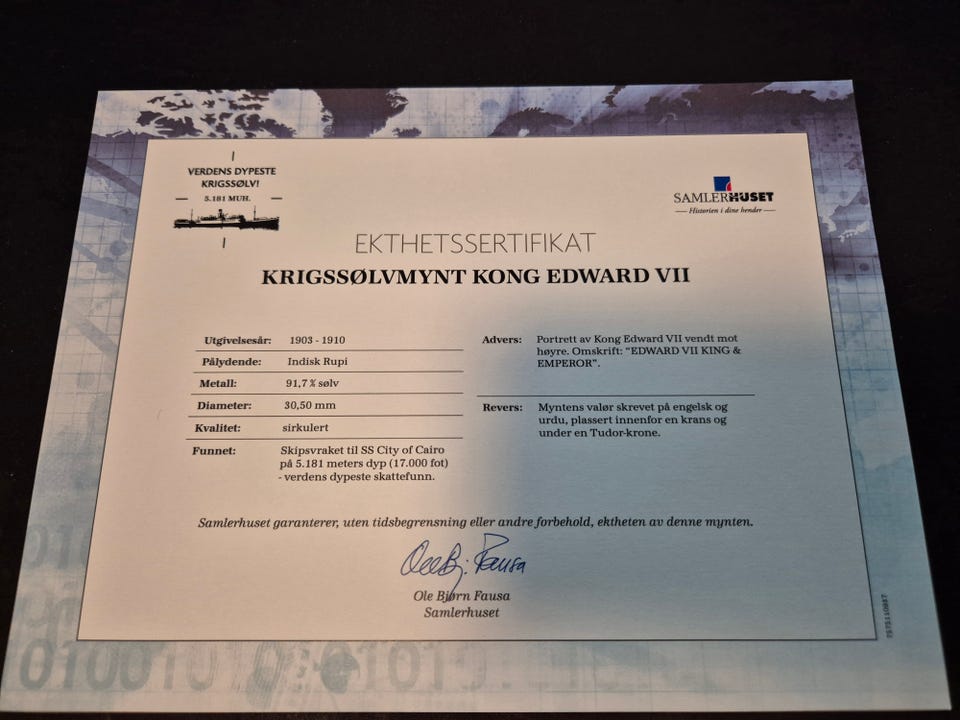 VERDENS DYPESTE
KRIGSSØLV!
5.181 MUH.
SAMLERHUSET
Historien i dine hender
EKTHETSSERTIFIKAT
KRIGSSØLVMYNT KONG EDWARD VII
Utgivelsesår: 1903 - 1910
Pålydende: Indisk Rupi
Metall: 91,7 % sølv
Diameter: 30,50 mm
Kvalitet: sirkulert
Funnet: Skipsvraket til SS City of Cairo
på 5.181 meters dyp (17.000 fot)
- verdens dypeste skattefunn.
Advers: Portrett av Kong Edward VII vendt mot
høyre. Omskrift: “EDWARD VII KING &
EMPEROR”.
Revers: Myntens valør skrevet på engelsk og
urdu, plassert innenfor en krans og
under en Tudor-krone.
Samlerhuset garanterer, uten tidsbegrensning eller andre forbehold, ektheten av denne mynten.
Ole Bj. Fausa
Ole Bjørn Fausa
Samlerhuset